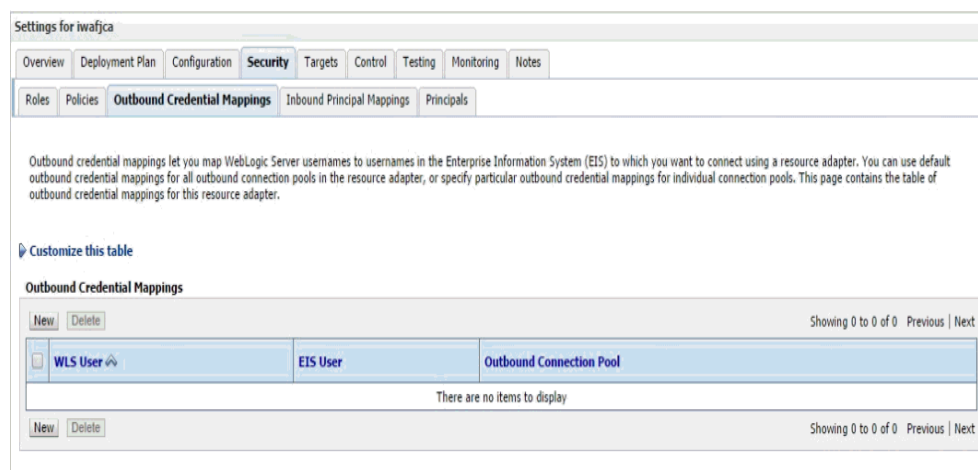 Settings for iwafjca
Overview Deployment Plan Configuration Security Targets Control Testing Monitoring Notes
Roles Policies Outbound Credential Mappings Inbound Principal Mappings Principals
Outbound credential mappings let you map WebLogic Server usernames to usernames in the Enterprise Information System (EIS) to which you want to connect using a resource adapter. You can use default
outbound credential mappings for all outbound connection pools in the resource adapter, or specify particular outbound credential mappings for individual connection pools. This page contains the table of
outbound credential mappings for this resource adapter.
Customize this table
Outbound Credential Mappings
New Delete Showing 0 to 0 of 0 Previous | Next
WLS User EIS User Outbound Connection Pool
There are no items to display
New Delete Showing 0 to 0 of 0 Previous | Next